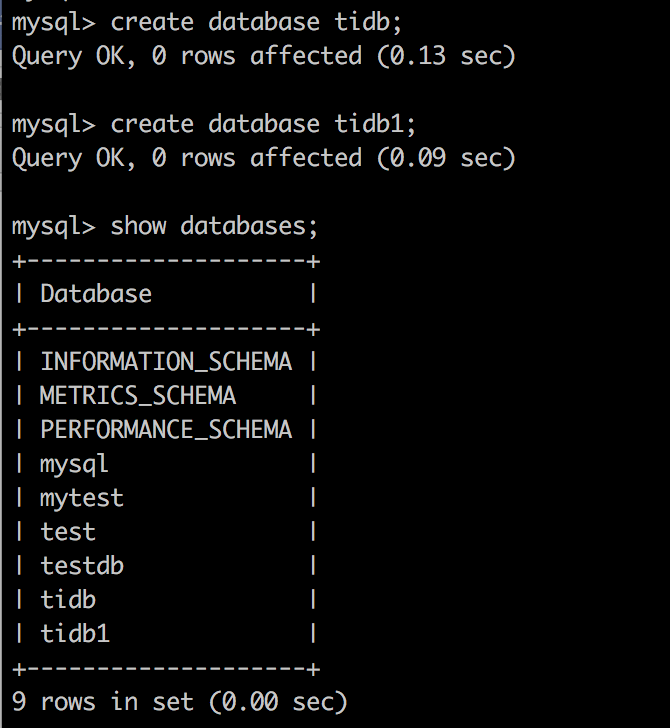 mysql> create database tidb;
Query OK, 0 rows affected (0.13 sec)
mysql> create database tidb1;
Query OK, 0 rows affected (0.09 sec)
mysql> show databases;
+--------------------+
| Database           |
+--------------------+
| INFORMATION_SCHEMA |
| METRICS_SCHEMA     |
| PERFORMANCE_SCHEMA |
| mysql              |
| mytest             |
| test               |
| testdb             |
| tidb               |
| tidb1              |
+--------------------+
9 rows in set (0.00 sec)